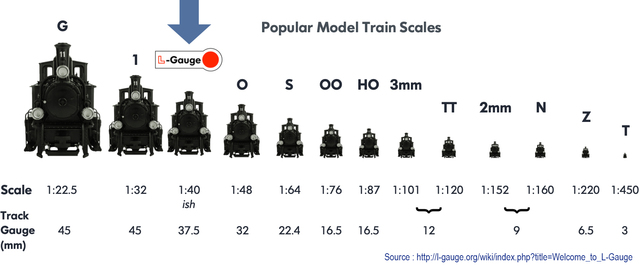 Popular Model Train Scales
G
1
L-Gauge
O
S
OO
HO
3mm
TT
2mm
N
Z
T
Scale 1:22.5 1:32 1:40 1:48 1:64 1:76 1:87 1:101 1:120 1:152 1:160 1:220 1:450
ish
Track
Gauge 45 45 37.5 32 22.4 16.5 16.5 12 9 6.5 3
(mm)
Source : http://l-gauge.org/wiki/index.php?title=Welcome_to_L-Gauge